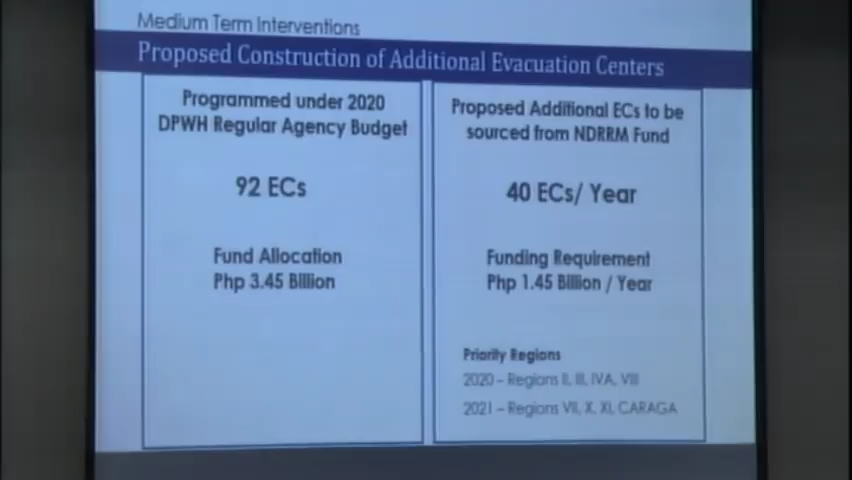 Medium Term Interventions
Proposed Construction of Additional Evacuation Centers
Programmed under 2020
DPWH Regular Agency Budget
92 ECs
Fund Allocation
Php 3.45 Billion
Proposed Additional ECs to be
sourced from NDRRM Fund
40 ECs/ Year
Funding Requirement
Php 1.45 Billion / Year
Priority Regions
2020 – Regions II, III, IVA, VIII
2021 – Regions VII, X, XI, CARAGA